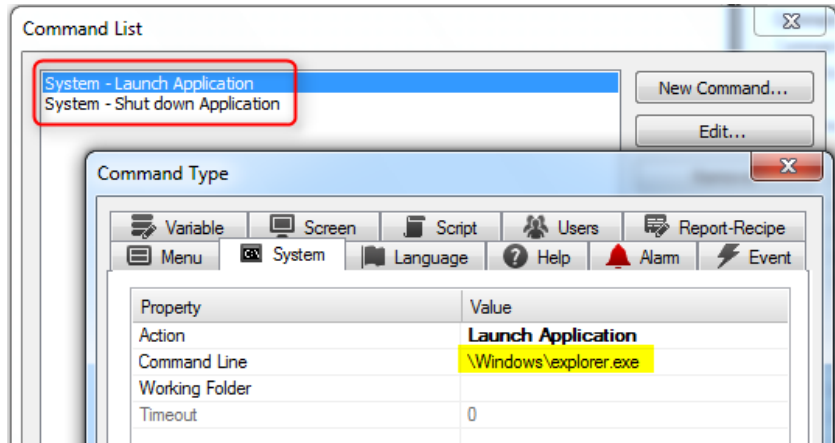 Command List
System - Launch Application
System - Shut down Application
New Command...
Edit...
Command Type
Variable Screen Script Users Report-Recipe
Menu System Language Help Alarm Event
Property Value
Action Launch Application
Command Line \Windows\explorer.exe
Working Folder
Timeout 0